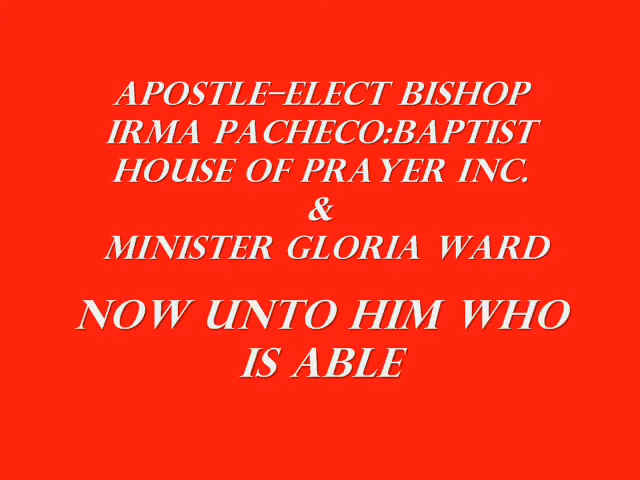 APOSTLE-ELECT BISHOP
IRMA PACHECO:BAPTIST
HOUSE OF PRAYER INC.
&
MINISTER GLORIA WARD
NOW UNTO HIM WHO
IS ABLE